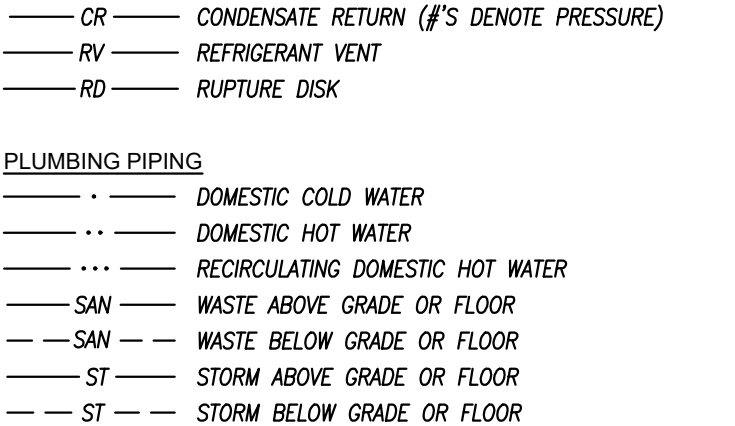 CR CONDENSATE RETURN (#'S DENOTE PRESSURE)
RV REFRIGERANT VENT
RD RUPTURE DISK
PLUMBING PIPING
DOMESTIC COLD WATER
DOMESTIC HOT WATER
RECIRCULATING DOMESTIC HOT WATER
SAN WASTE ABOVE GRADE OR FLOOR
SAN WASTE BELOW GRADE OR FLOOR
ST STORM ABOVE GRADE OR FLOOR
ST STORM BELOW GRADE OR FLOOR